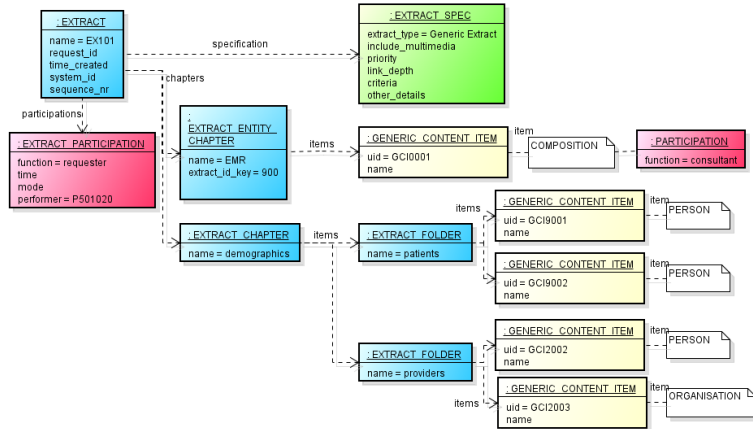 : EXTRACT
name = EX101
request_id
time_created
system_id
sequence_nr
specification
: EXTRACT_SPEC
extract_type = Generic Extract
include_multimedia
priority
link_depth
criteria
other_details
chapters
participations
: EXTRACT_PARTICIPATION
function = requester
time
mode
performer = P501020
:
EXTRACT_ENTITY_
CHAPTER
name = EMR
extract_id_key = 900
items
: GENERIC_CONTENT_ITEM
uid = GCI0001
name
item
COMPOSITION
: PARTICIPATION
function = consultant
: EXTRACT_CHAPTER
name = demographics
items
: EXTRACT_FOLDER
name = patients
items
: GENERIC_CONTENT_ITEM
uid = GCI9001
name
item
PERSON
: GENERIC_CONTENT_ITEM
uid = GCI9002
name
item
PERSON
: EXTRACT_FOLDER
name = providers
items
: GENERIC_CONTENT_ITEM
uid = GCI2002
name
item
PERSON
: GENERIC_CONTENT_ITEM
uid = GCI2003
name
item
ORGANISATION